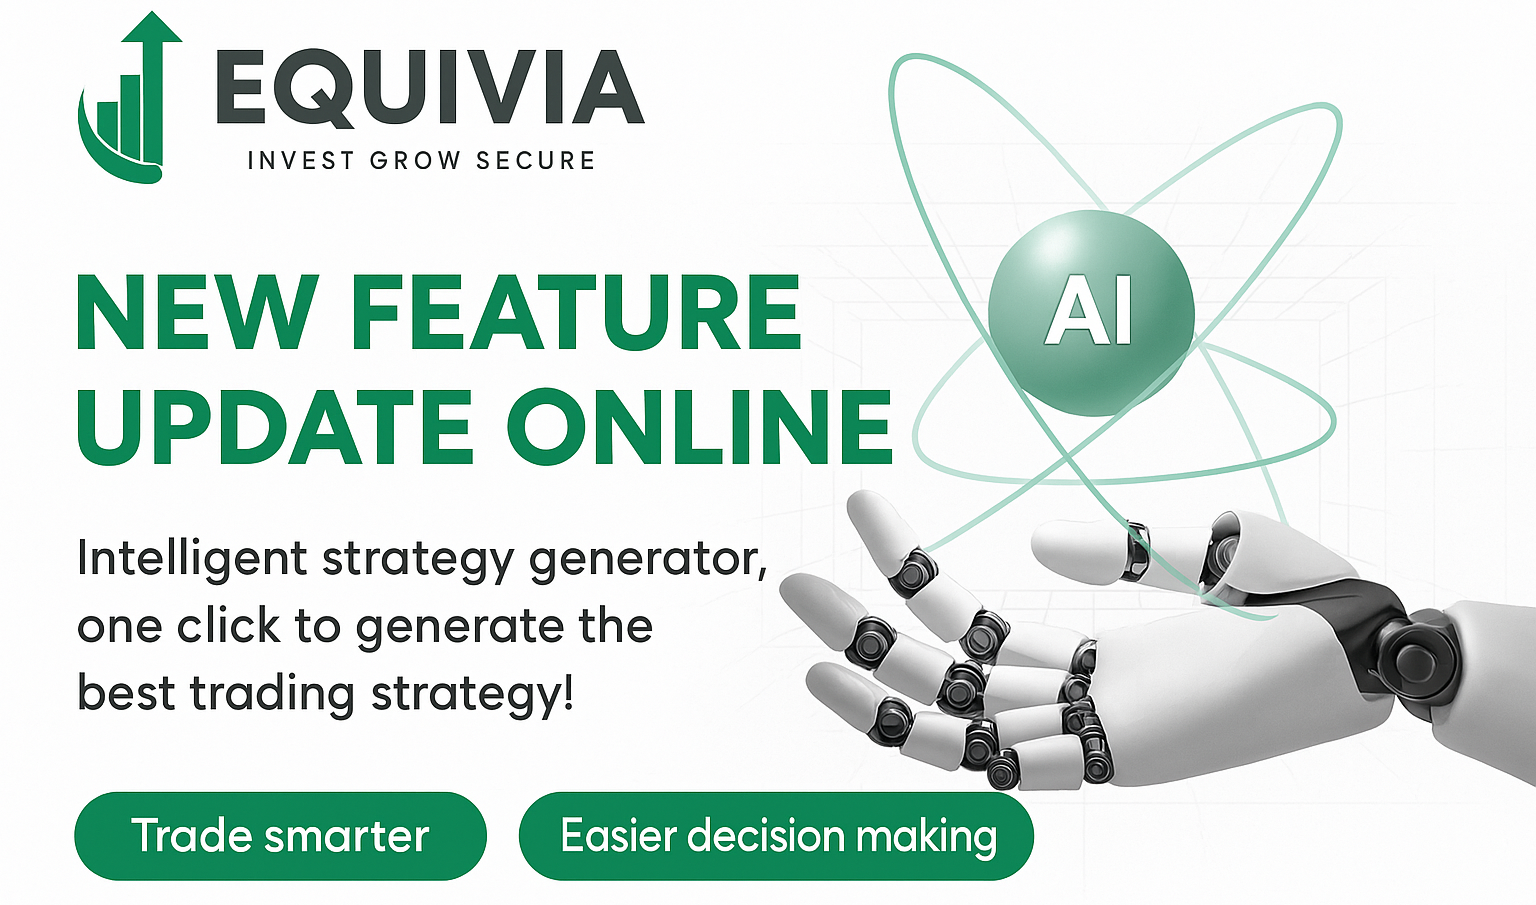 EQUIVIA
INVEST GROW SECURE
NEW FEATURE
UPDATE ONLINE
AI
Intelligent strategy generator,
one click to generate the
best trading strategy!
Trade smarter
Easier decision making